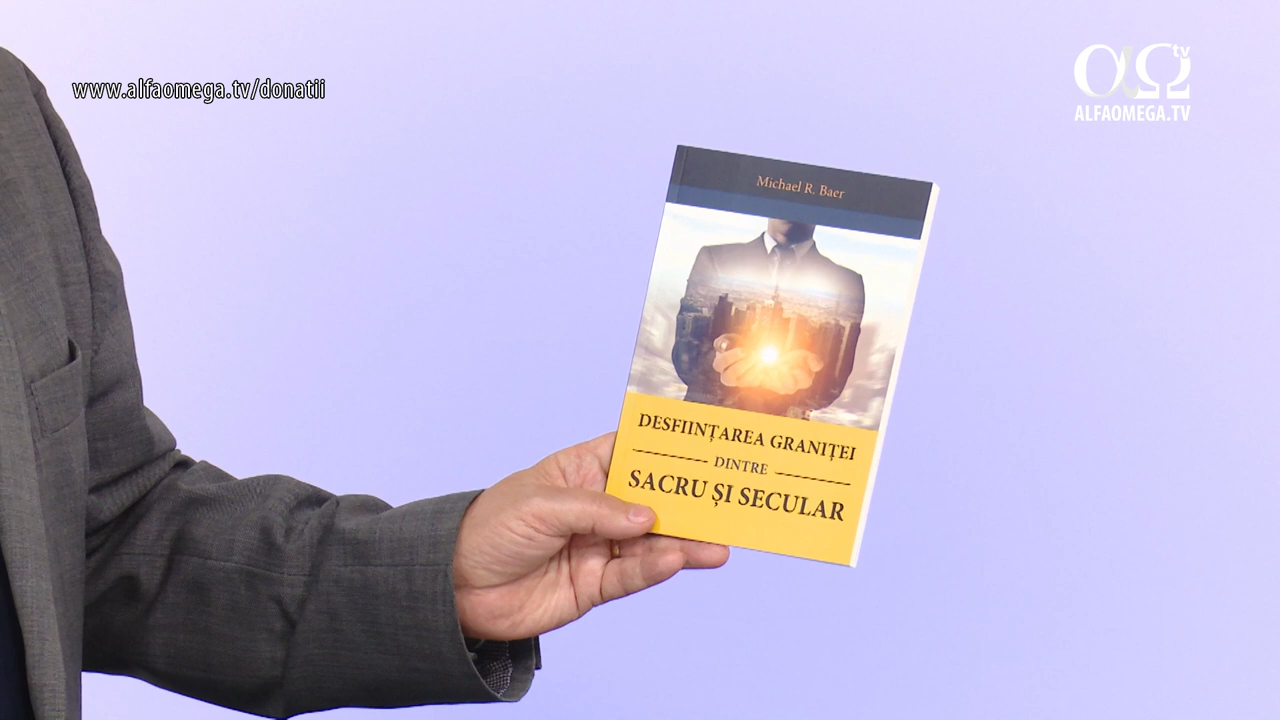 www.alfaomega.tv/donatii
αΩ tv
ALFAOMEGA.TV
Michael R. Baer
DESFIINȚAREA GRANIȚEI
DINTRE
SACRU ȘI SECULAR